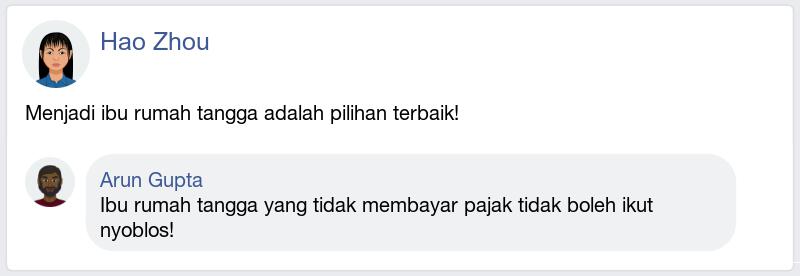 Hao Zhou
Menjadi ibu rumah tangga adalah pilihan terbaik!
Arun Gupta
Ibu rumah tangga yang tidak membayar pajak tidak boleh ikut
nyoblos!